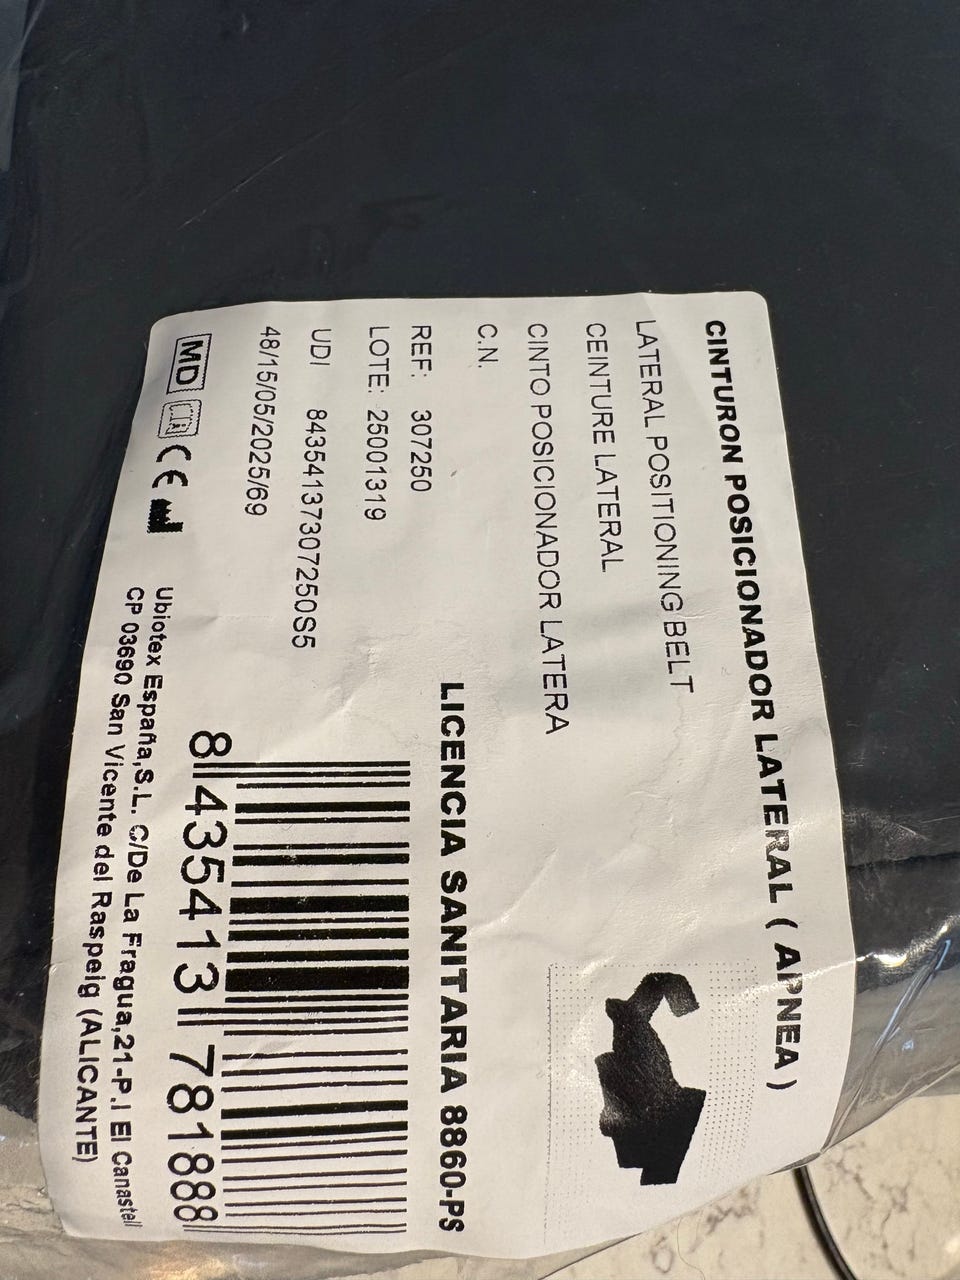 CINTURON POSICIONADOR LATERAL ( APNEA )
LATERAL POSITIONING BELT
CEINTURE LATERAL
CINTO POSICIONADOR LATERA
C.N.
REF: 307250
LICENCIA SANITARIA 8860-PS
LOTE: 25001319
UDI 84354137307250S5
48/15/05/2025/69
8 435413 781888
MD CE
Ubiotex España,S.L. C/De La Fragua,21-P.I El Canastell
CP 03690 San Vicente del Raspeig (ALICANTE)